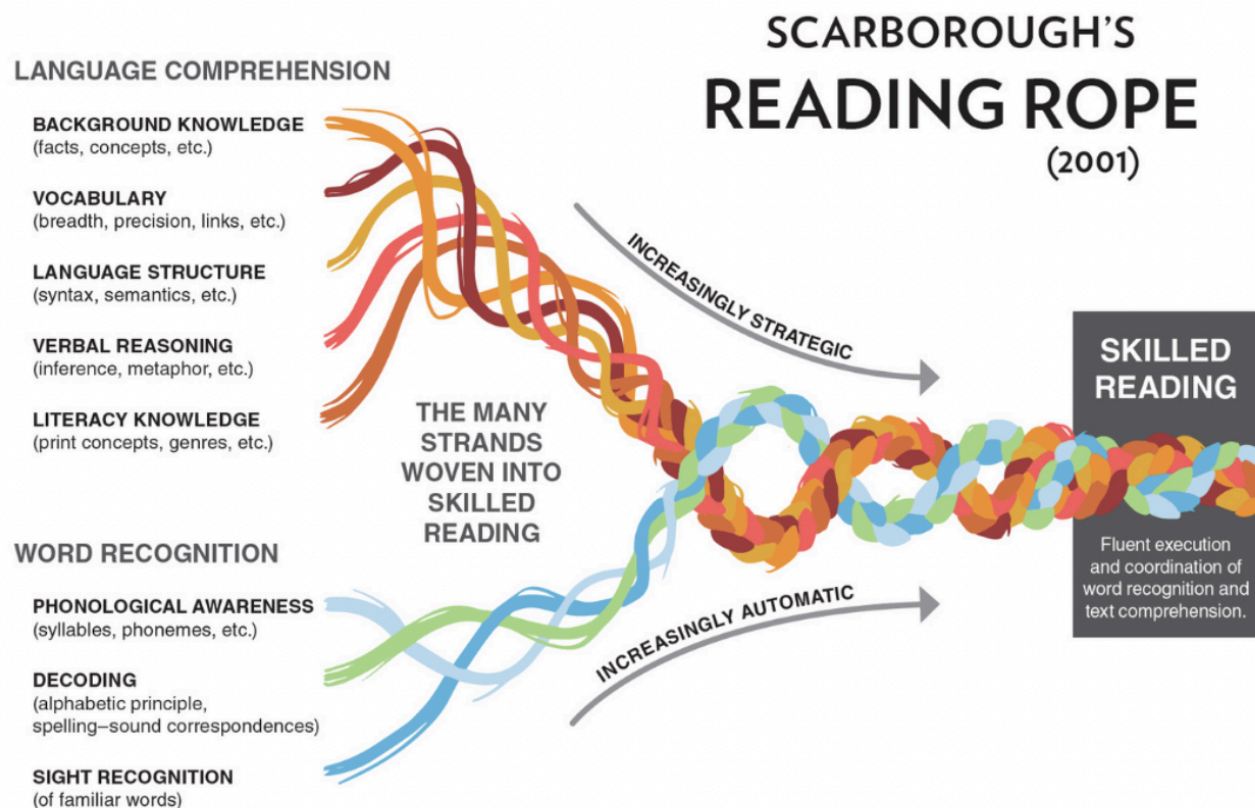 SCARBOROUGH'S
READING ROPE
(2001)
LANGUAGE COMPREHENSION
BACKGROUND KNOWLEDGE
(facts, concepts, etc.)
VOCABULARY
(breadth, precision, links, etc.)
LANGUAGE STRUCTURE
(syntax, semantics, etc.)
VERBAL REASONING
(inference, metaphor, etc.)
LITERACY KNOWLEDGE
(print concepts, genres, etc.)
WORD RECOGNITION
PHONOLOGICAL AWARENESS
(syllables, phonemes, etc.)
DECODING
(alphabetic principle,
spelling–sound correspondences)
SIGHT RECOGNITION
(of familiar words)
THE MANY
STRANDS
WOVEN INTO
SKILLED
READING
INCREASINGLY STRATEGIC
INCREASINGLY AUTOMATIC
SKILLED
READING
Fluent execution
and coordination of
word recognition and
text comprehension.